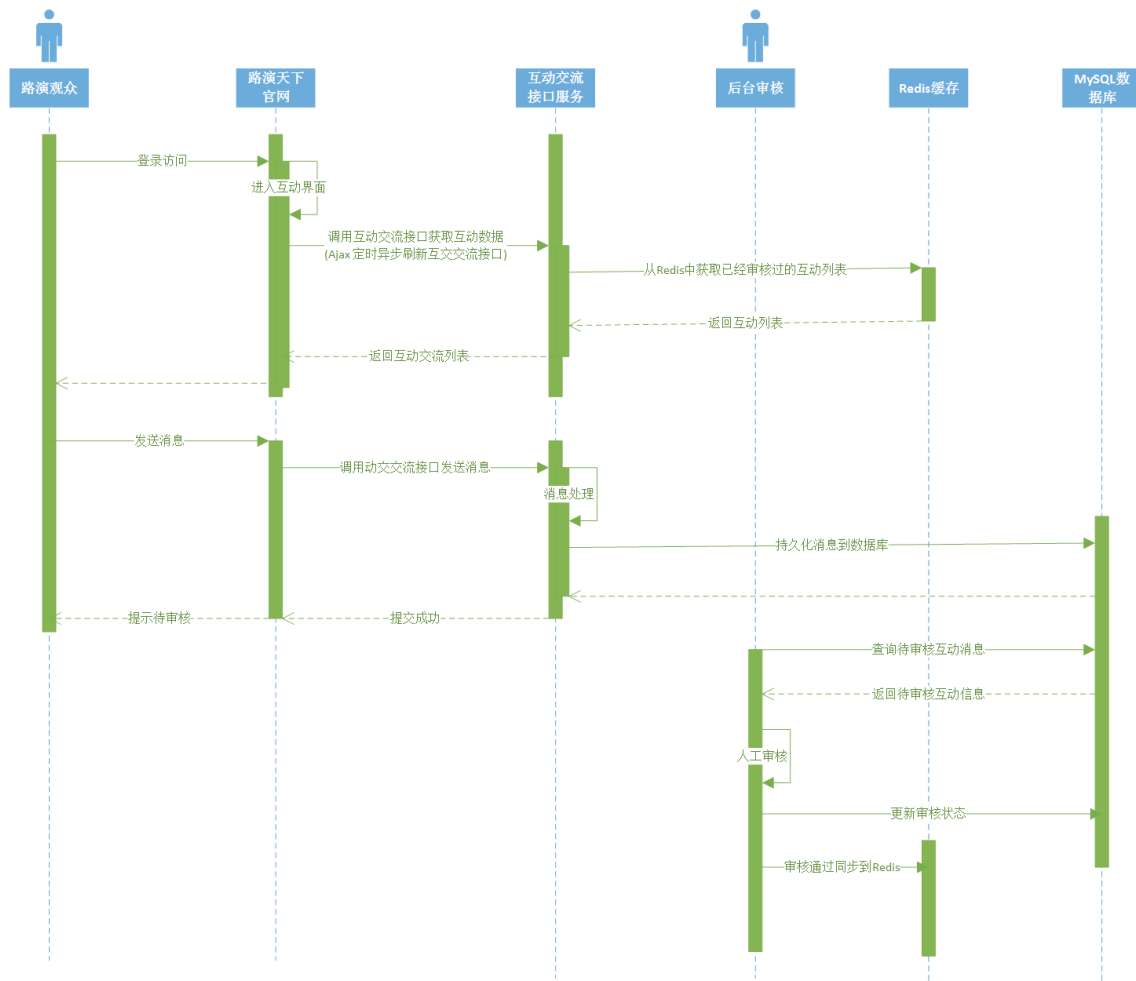 路演观众
路演天下
官网
互动交流
接口服务
后台审核
Redis缓存
MySQL数
据库
登录访问
进入互动界面
调用互动交流接口获取互动数据
(Ajax 定时异步刷新互交交流接口)
从Redis中获取已经审核过的互动列表
返回互动列表
返回互动交流列表
发送消息
调用动交交流接口发送消息
消息处理
持久化消息到数据库
提示待审核
提交成功
查询待审核互动消息
返回待审核互动信息
人工审核
更新审核状态
审核通过同步到Redis